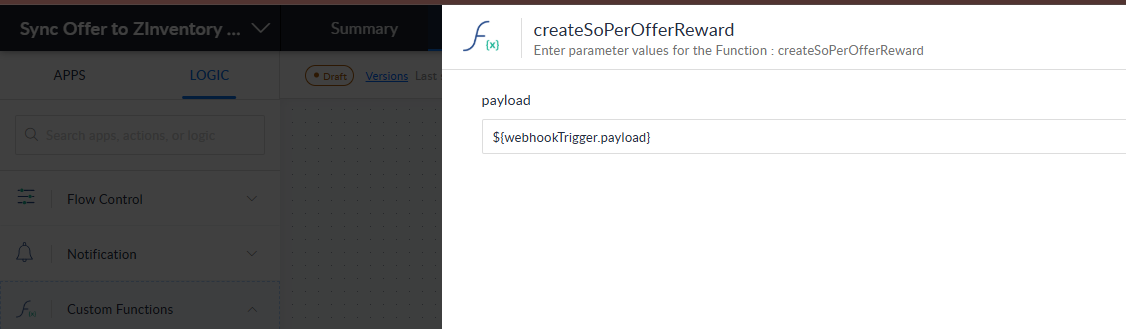 Sync Offer to ZInventory ...
Summary
APPS
LOGIC
Draft
Versions
Last
Search apps, actions, or logic
Flow Control
Notification
f(x)
Custom Functions
f(x)
createSoPerOfferReward
Enter parameter values for the Function : createSoPerOfferReward
payload
${webhookTrigger.payload}